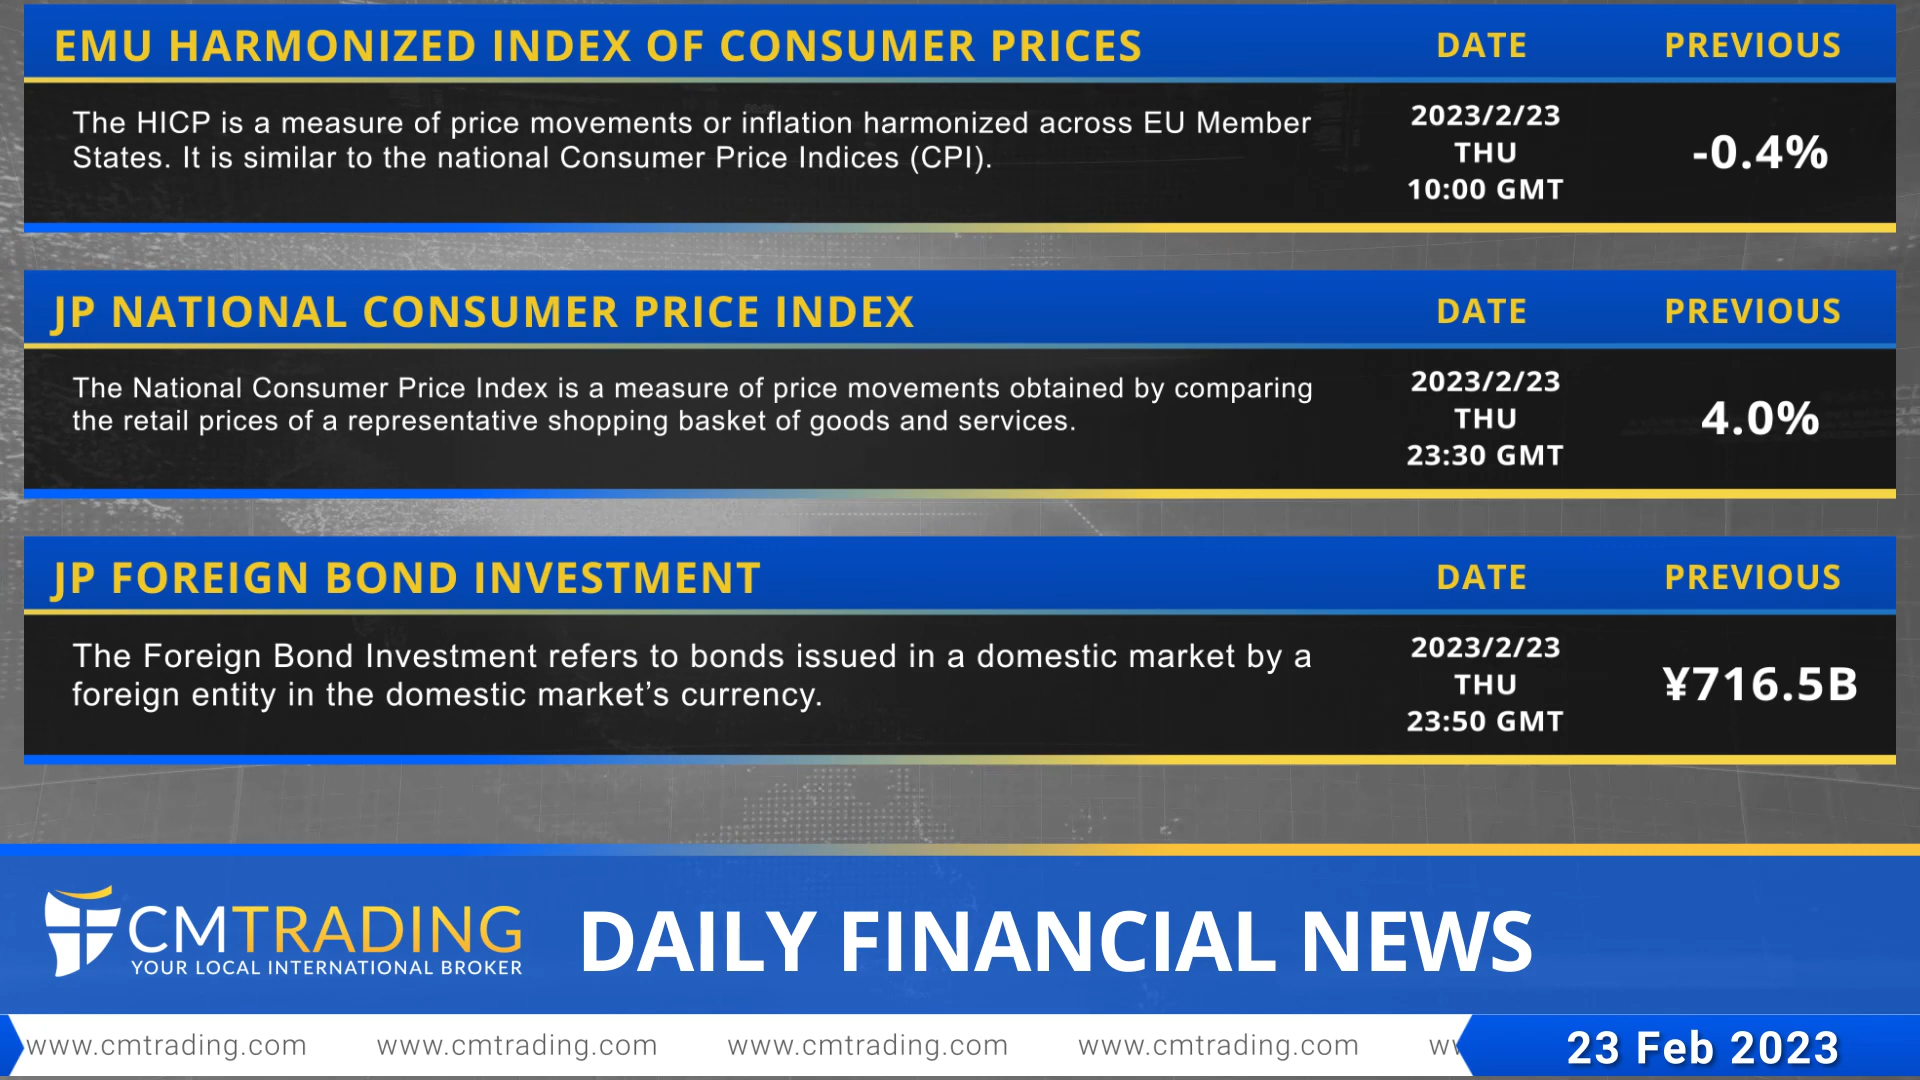 EMU HARMONIZED INDEX OF CONSUMER PRICES
DATE
PREVIOUS
The HICP is a measure of price movements or inflation harmonized across EU Member
States. It is similar to the national Consumer Price Indices (CPI).
2023/2/23
THU
10:00 GMT
-0.4%
JP NATIONAL CONSUMER PRICE INDEX
DATE
PREVIOUS
The National Consumer Price Index is a measure of price movements obtained by comparing
the retail prices of a representative shopping basket of goods and services.
2023/2/23
THU
23:30 GMT
4.0%
JP FOREIGN BOND INVESTMENT
DATE
PREVIOUS
The Foreign Bond Investment refers to bonds issued in a domestic market by a
foreign entity in the domestic market’s currency.
2023/2/23
THU
23:50 GMT
¥716.5B
CMTRADING
YOUR LOCAL INTERNATIONAL BROKER
DAILY FINANCIAL NEWS
www.cmtrading.com www.cmtrading.com www.cmtrading.com www.cmtrading.com
23 Feb 2023